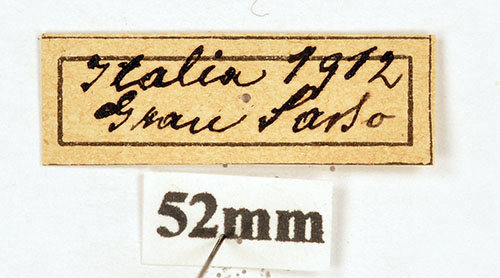 Italia 1912
Gran Sasso
52mm